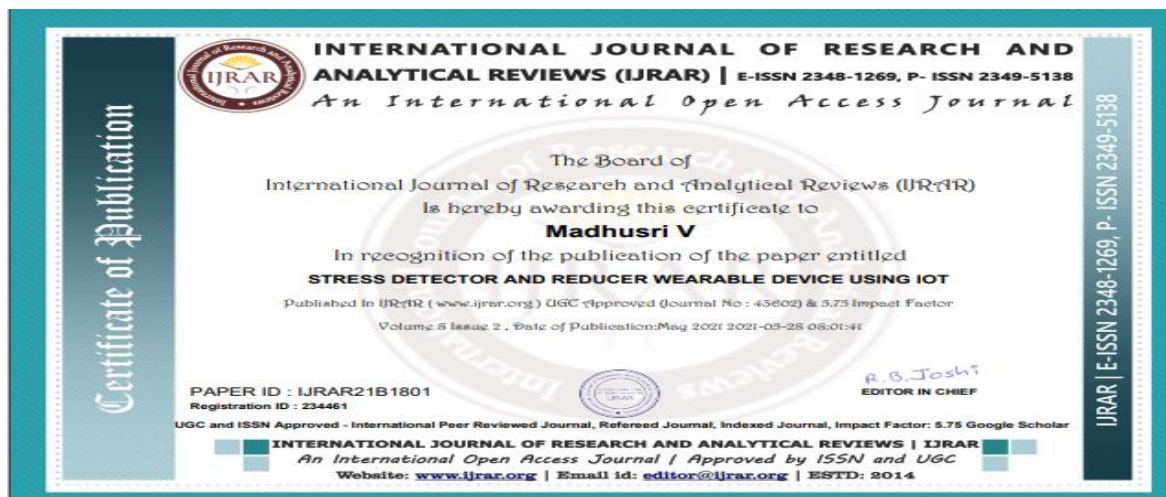 INTERNATIONAL JOURNAL OF RESEARCH AND
ANALYTICAL REVIEWS (IJRAR) | E-ISSN 2348-1269, P- ISSN 2349-5138
An International Open Access Journal
IJRAR
Certificate of Publication
The Board of
International Journal of Research and Analytical Reviews (IJRAR)
Is hereby awarding this certificate to
Madhusri V
In recognition of the publication of the paper entitled
STRESS DETECTOR AND REDUCER WEARABLE DEVICE USING IOT
Published In IJRAR ( www.ijrar.org ) UGC Approved (Journal No : 43602) & 5.75 Impact Factor
Volume 8 Issue 2 , Date of Publication:May 2021 2021-05-28 08:01:41
PAPER ID : IJRAR21B1801
Registration ID : 234461
R.B.Joshi
EDITOR IN CHIEF
UGC and ISSN Approved - International Peer Reviewed Journal, Refereed Journal, Indexed Journal, Impact Factor: 5.75 Google Scholar
INTERNATIONAL JOURNAL OF RESEARCH AND ANALYTICAL REVIEWS | IJRAR
An International Open Access Journal | Approved by ISSN and UGC
Website: www.ijrar.org | Email id: editor@ijrar.org | ESTD: 2014
IJRAR | E-ISSN 2348-1269, P- ISSN 2349-5138